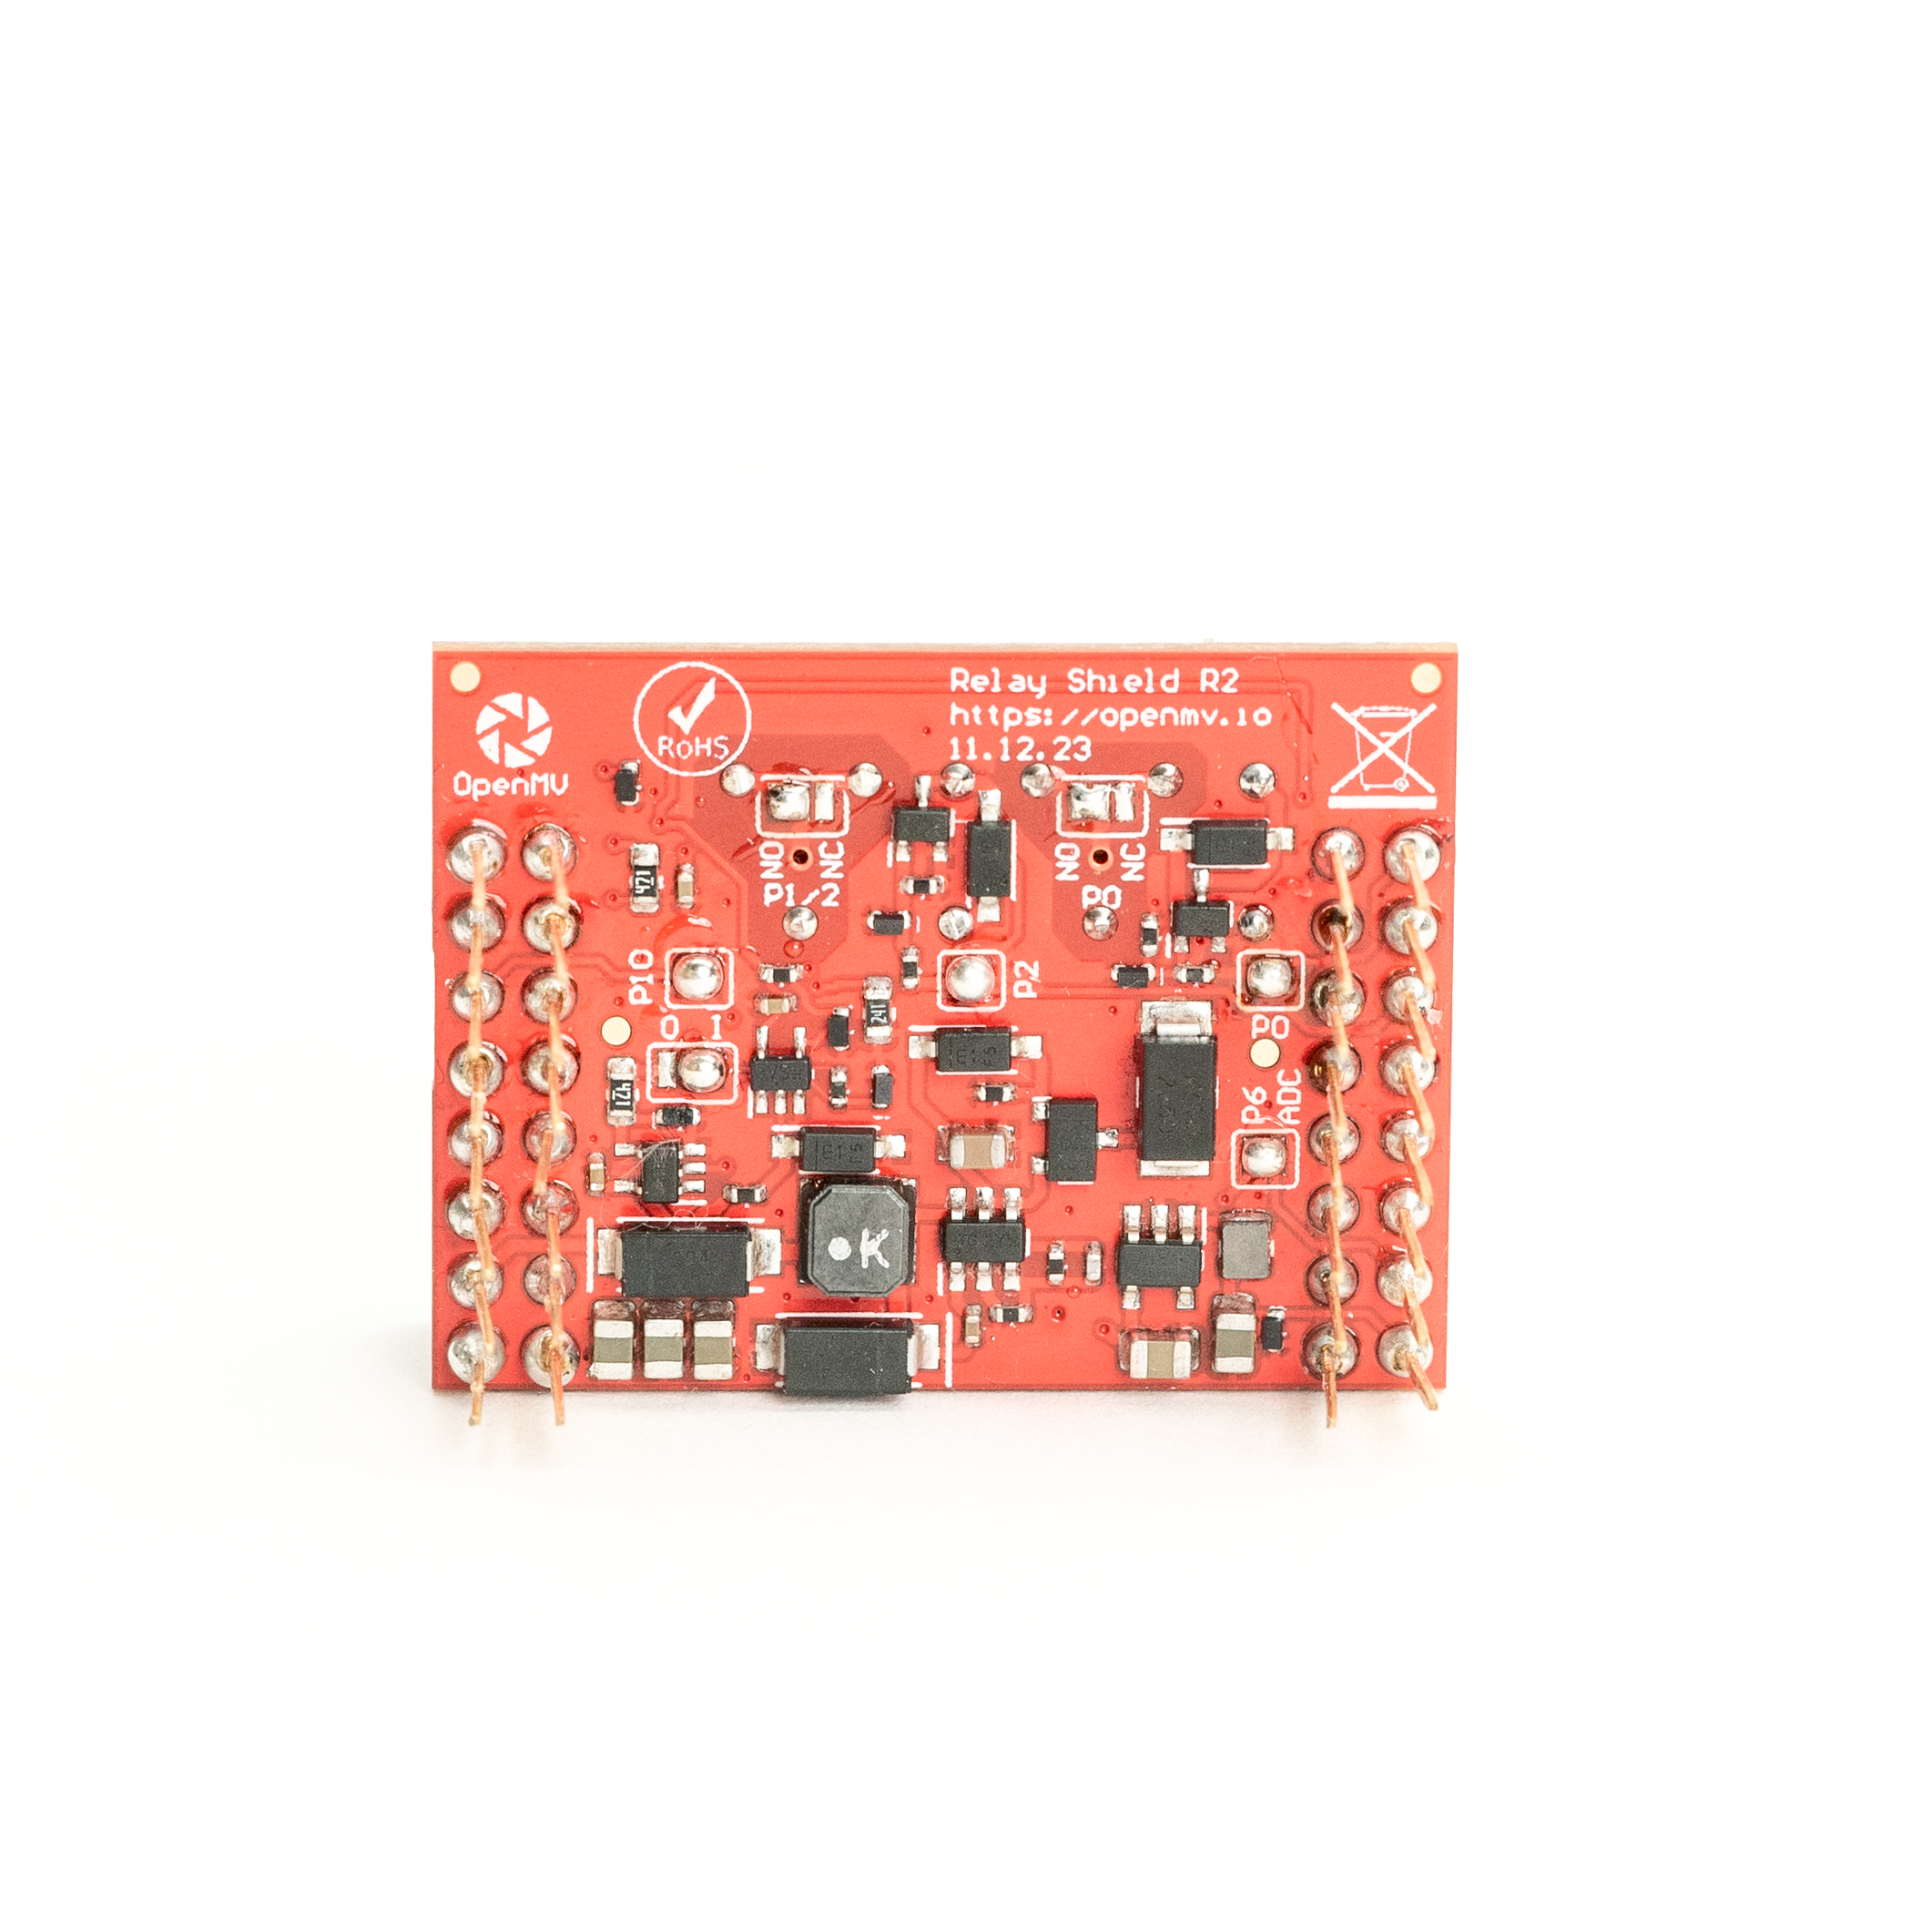 Relay Shield R2
https://openmv.io
11.12.23
RoHS
OpenMV
NO
NC
P1/2
NO
NC
P0
471
P10
P2
P0
0 1
241
471
P6
ADC